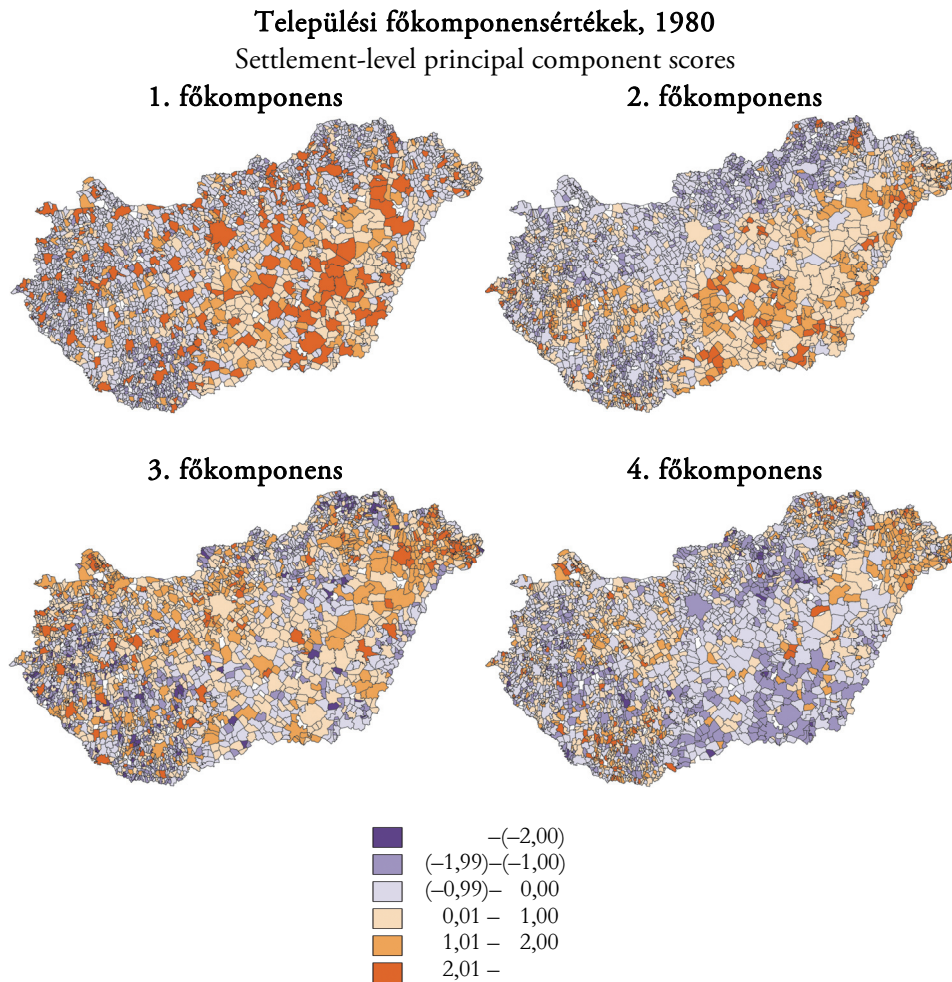 Települési főkomponensértékek, 1980
Settlement-level principal component scores
1. főkomponens
2. főkomponens
3. főkomponens
4. főkomponens
–(–2,00)
(–1,99)–(–1,00)
(–0,99)– 0,00
0,01 – 1,00
1,01 – 2,00
2,01 –